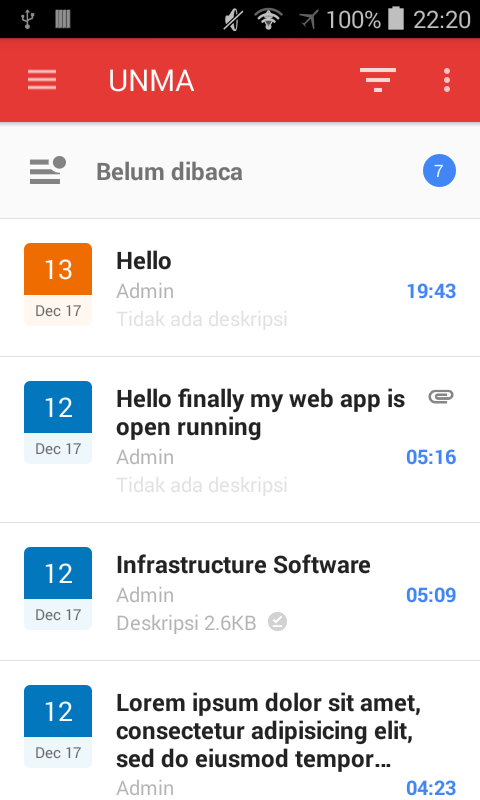 100% 22:20
UNMA
Belum dibaca 7
13 Hello
Admin 19:43
Dec 17
Tidak ada deskripsi
12 Hello finally my web app is
open running
Dec 17
Admin 05:16
Tidak ada deskripsi
12 Infrastructure Software
Admin 05:09
Dec 17
Deskripsi 2.6KB
12 Lorem ipsum dolor sit amet,
consectetur adipisicing elit,
Dec 17
sed do eiusmod tempor...
Admin 04:23